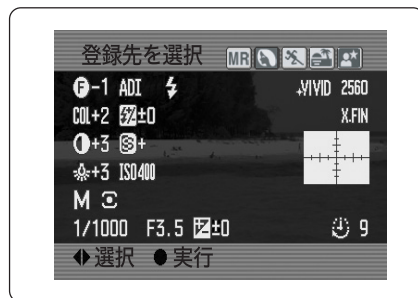 登録先を選択 MR
F-1 ADI +VIVID 2560
COL+2 ±0 X.FIN
+3 S+
+3 ISO400
M
1/1000 F3.5 ±0 9
選択 ●実行